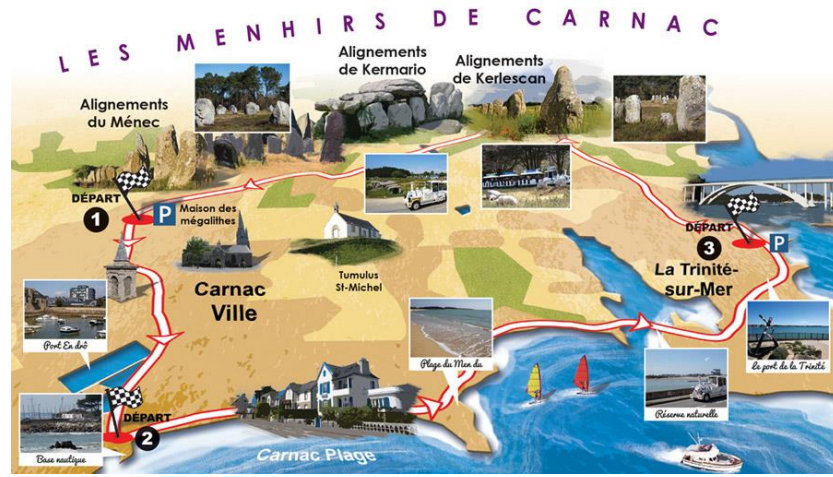 LES MENHIRS DE CARNAC
Alignements
de Kermario
Alignements
de Kerlescan
Alignements
du Ménec
DÉPART
1
P
Maison des
mégalithes
DÉPART
3
P
La Trinité-
sur-Mer
Carnac
Ville
Tumulus
St-Michel
Port En drô
Plage du Men du
Le port de la Trinité
Réserve naturelle
DÉPART
2
Base nautique
Carnac Plage